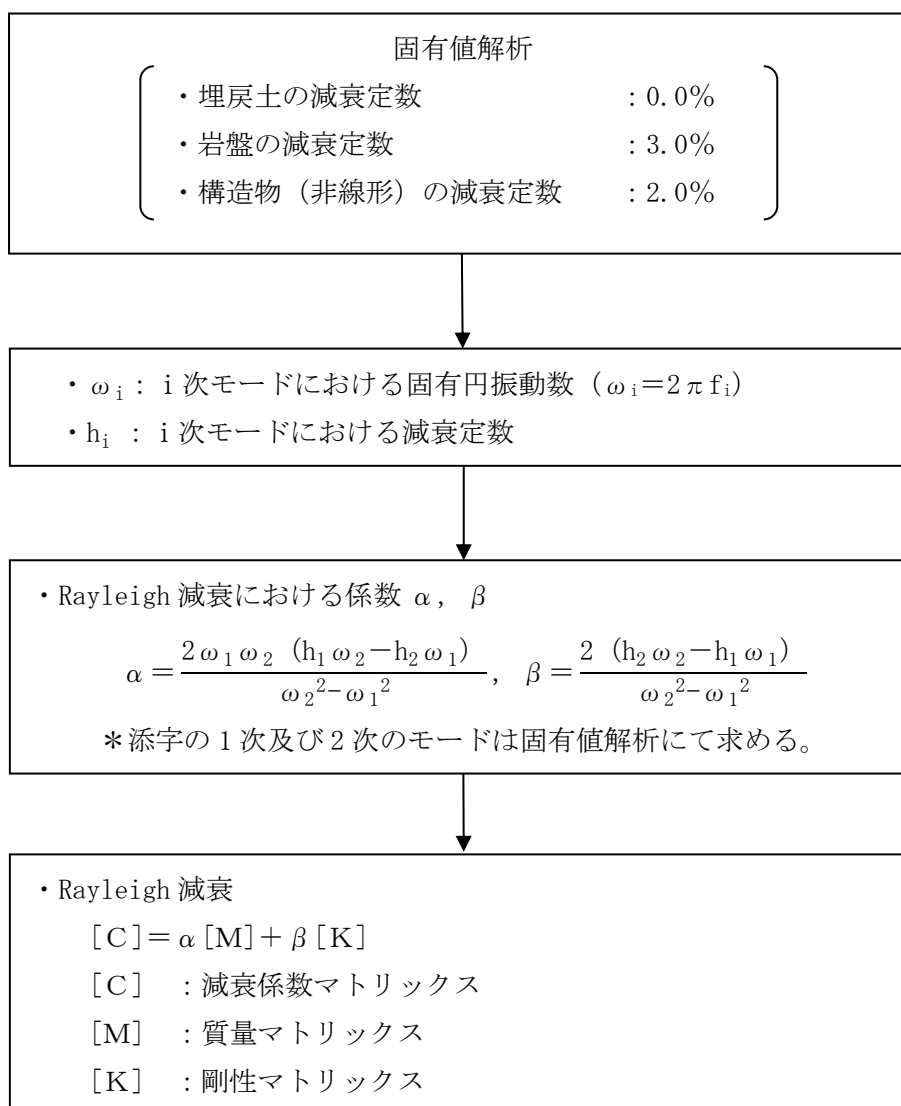 固有値解析
・埋戻土の減衰定数 :0.0%
・岩盤の減衰定数 :3.0%
・構造物（非線形）の減衰定数 :2.0%
・ωi：i次モードにおける固有円振動数（ωi＝2πfi）
・hi ：i次モードにおける減衰定数
・Rayleigh減衰における係数 α，β
α＝2ω1ω2（h1ω2－h2ω1）/ω2²－ω1²，β＝2（h2ω2－h1ω1）/ω2²－ω1²
＊添字の1次及び2次のモードは固有値解析にて求める。
・Rayleigh減衰
[C]＝α[M]＋β[K]
[C] ：減衰係数マトリックス
[M] ：質量マトリックス
[K] ：剛性マトリックス